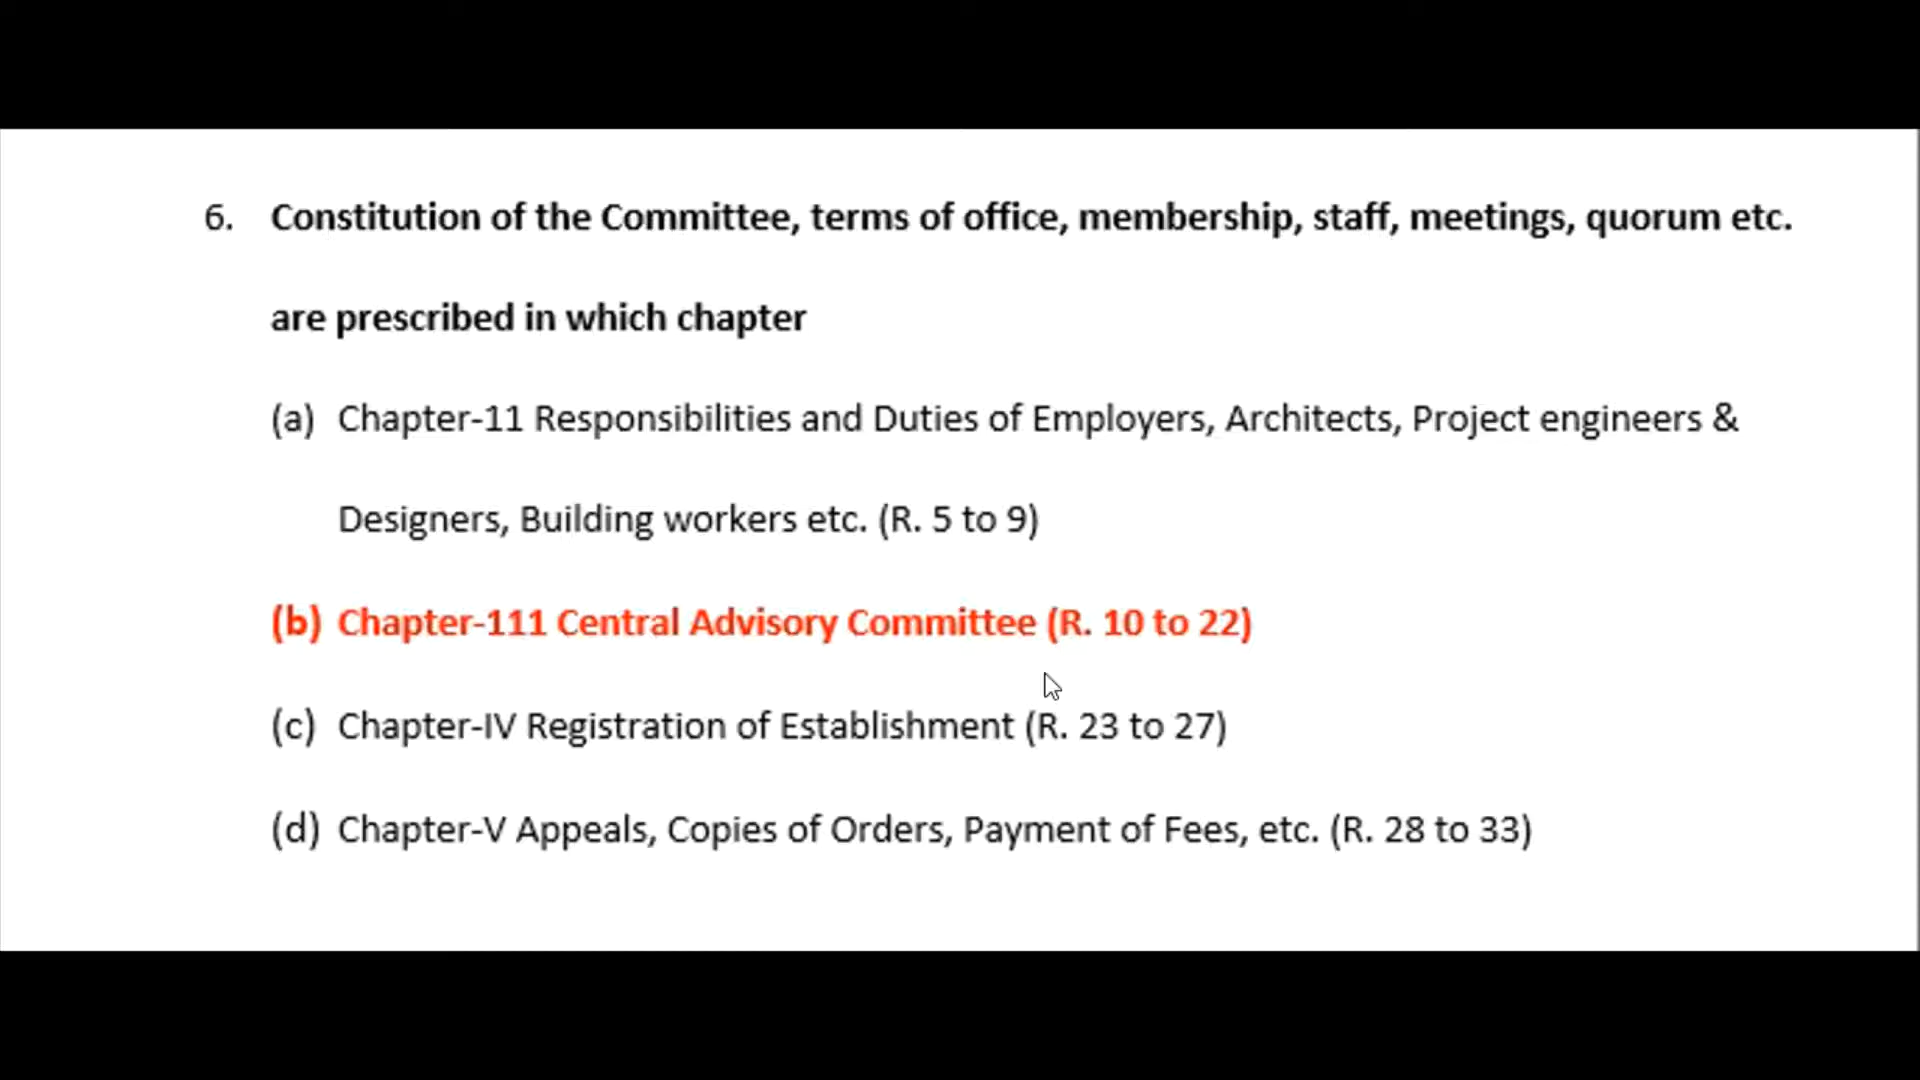 6. Constitution of the Committee, terms of office, membership, staff, meetings, quorum etc.
are prescribed in which chapter
(a) Chapter-11 Responsibilities and Duties of Employers, Architects, Project engineers &
Designers, Building workers etc. (R. 5 to 9)
(b) Chapter-111 Central Advisory Committee (R. 10 to 22)
(c) Chapter-IV Registration of Establishment (R. 23 to 27)
(d) Chapter-V Appeals, Copies of Orders, Payment of Fees, etc. (R. 28 to 33)